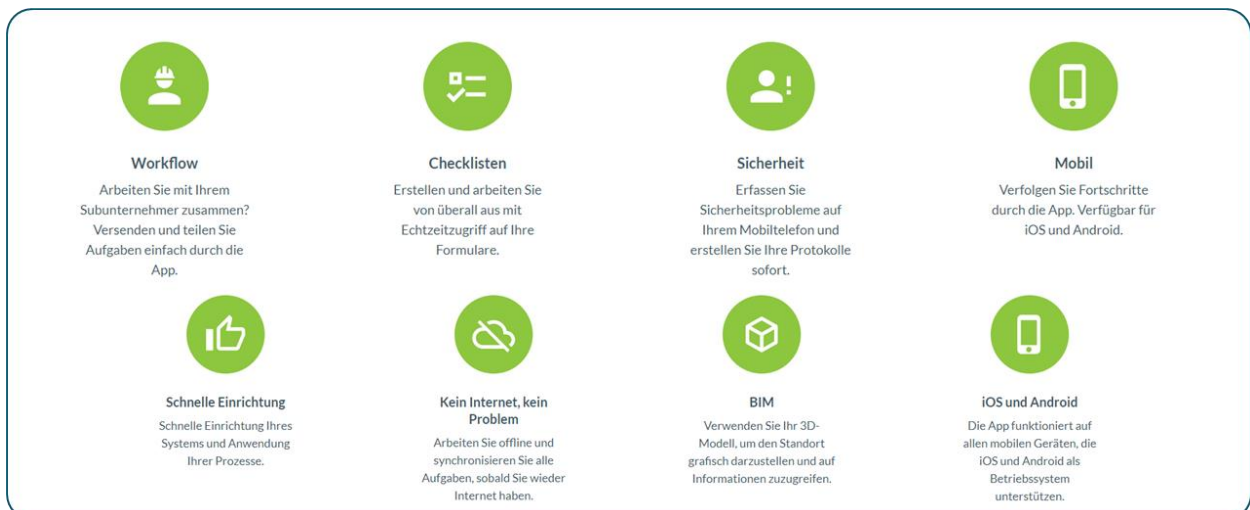 Workflow
Arbeiten Sie mit Ihrem
Subunternehmer zusammen?
Versenden und teilen Sie
Aufgaben einfach durch die
App.
Checklisten
Erstellen und arbeiten Sie
von überall aus mit
Echtzeitzugriff auf Ihre
Formulare.
Sicherheit
Erfassen Sie
Sicherheitsprobleme auf
Ihrem Mobiltelefon und
erstellen Sie Ihre Protokolle
sofort.
Mobil
Verfolgen Sie Fortschritte
durch die App. Verfügbar für
iOS und Android.
Schnelle Einrichtung
Schnelle Einrichtung Ihres
Systems und Anwendung
Ihrer Prozesse.
Kein Internet, kein
Problem
Arbeiten Sie offline und
synchronisieren Sie alle
Aufgaben, sobald Sie wieder
Internet haben.
BIM
Verwenden Sie Ihr 3D-
Modell, um den Standort
grafisch darzustellen und auf
Informationen zuzugreifen.
iOS und Android
Die App funktioniert auf
allen mobilen Geräten, die
iOS und Android als
Betriebssystem
unterstützen.